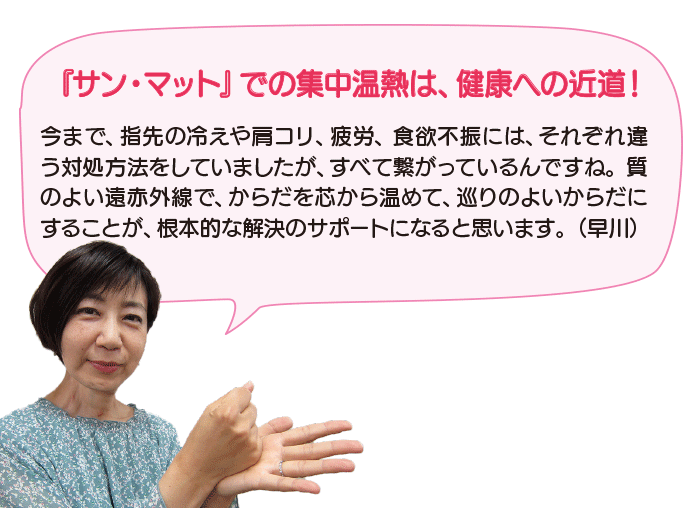 『サン・マット』での集中温熱は、健康への近道！
今まで、指先の冷えや肩コリ、疲労、食欲不振には、それぞれ違
う対処方法をしていましたが、すべて繋がっているんですね。質
のよい遠赤外線で、からだを芯から温めて、巡りのよいからだに
することが、根本的な解決のサポートになると思います。（早川）